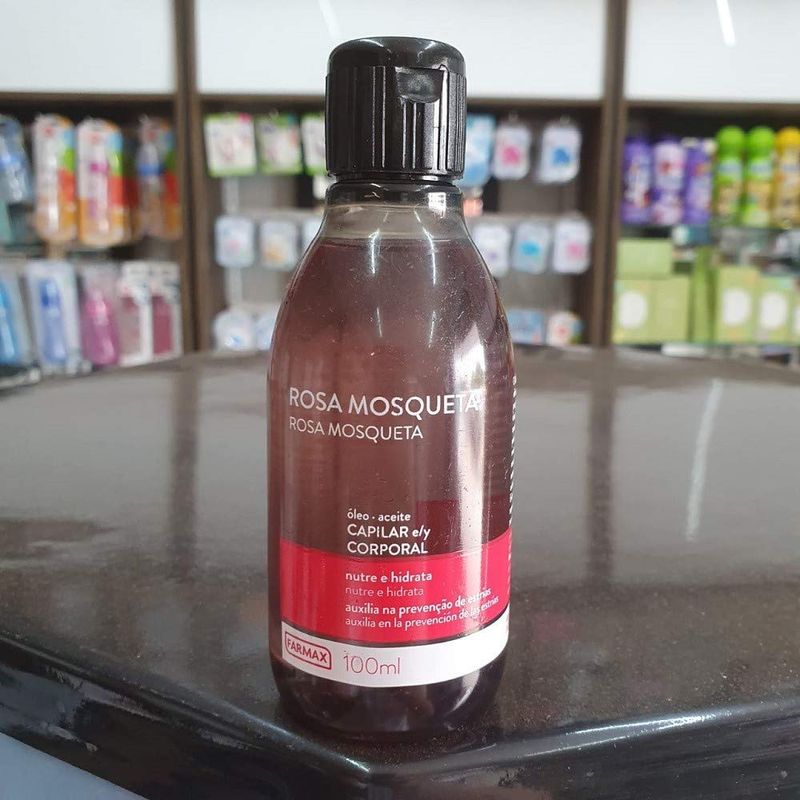 ROSA MOSQUETA
ROSA MOSQUETA
óleo • aceite
CAPILAR e/y
CORPORAL
nutre e hidrata
nutre e hidrata
auxilia na prevenção de estrias
auxilia en la prevención de las estrías
FARMAX
100ml